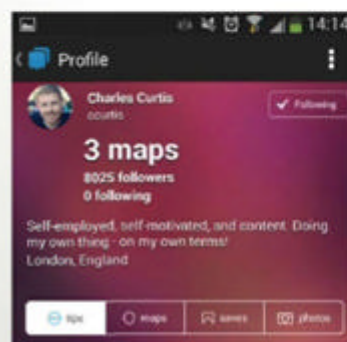 14:14
Profile
Charles Curtis
ccurtis
Following
3 maps
8025 followers
0 following
Self-employed, self-motivated, and content. Doing
my own thing - on my own terms!
London, England
tips
maps
saves
photos